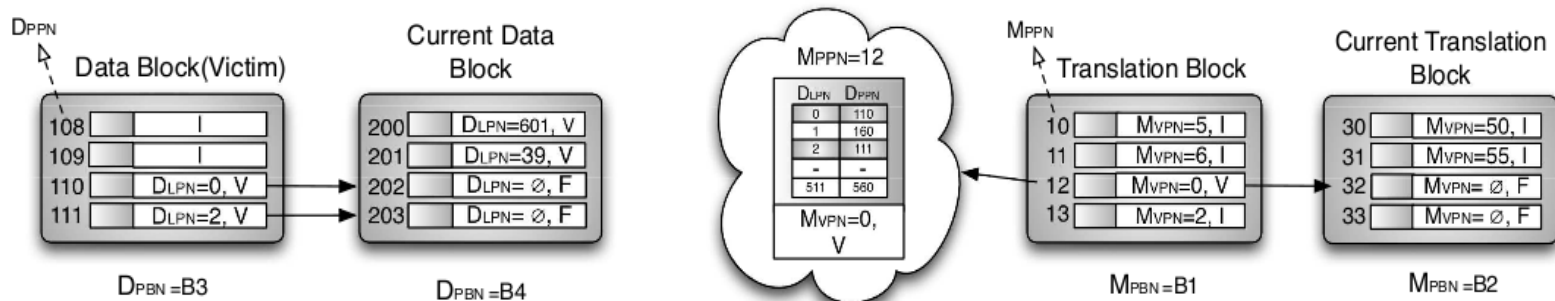 DPPN
Data Block(Victim)
108 I
109 I
110 DLPN=0, V
111 DLPN=2, V
DPBN =B3
Current Data
Block
200 DLPN=601, V
201 DLPN=39, V
202 DLPN= ∅, F
203 DLPN= ∅, F
DPBN =B4
MPPN=12
DLPN DPPN
0 110
1 160
2 111
- -
511 560
MVPN=0,
V
MPPN
Translation Block
10 MVPN=5, I
11 MVPN=6, I
12 MVPN=0, V
13 MVPN=2, I
MPBN =B1
Current Translation
Block
30 MVPN=50, I
31 MVPN=55, I
32 MVPN= ∅, F
33 MVPN= ∅, F
MPBN =B2